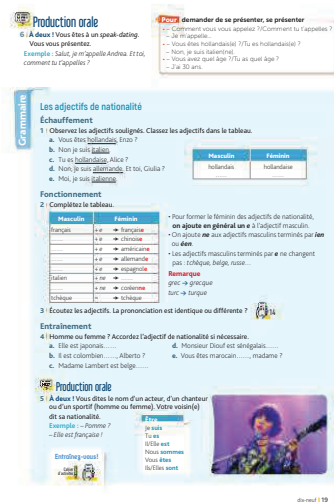 Production orale
6 | À deux ! Vous êtes à un speak-dating.
Vous vous présentez.
Exemple : Salut, je m'appelle Andrea. Et toi,
comment tu t'appelles ?
Pour demander de se présenter, se présenter
– Comment vous vous appelez ?/Comment tu t'appelles ?
– Je m'appelle...
– Vous êtes hollandais(e) ?/Tu es hollandais(e) ?
– Non, je suis italien(ne).
– Vous avez quel âge ?/Tu as quel âge ?
– J'ai 30 ans.
Grammaire
Les adjectifs de nationalité
Échauffement
1 | Observez les adjectifs soulignés. Classez les adjectifs dans le tableau.
a. Vous êtes hollandais, Enzo ?
b. Non je suis italien.
c. Tu es hollandaise, Alice ?
d. Non, je suis allemande. Et toi, Giulia ?
e. Moi, je suis italienne.
Masculin Féminin
hollandais hollandaise
Fonctionnement
2 | Complétez le tableau.
Masculin Féminin
français + e ➔ française
........ + e ➔ chinoise
........ + e ➔ américaine
........ + e ➔ allemande
........ + e ➔ espagnole
italien + ne ➔ ........
........ + ne ➔ coréenne
tchèque = ➔ tchèque
• Pour former le féminin des adjectifs de nationalité,
on ajoute en général un e à l'adjectif masculin.
• On ajoute ne aux adjectifs masculins terminés par ien
ou éen.
• Les adjectifs masculins terminés par e ne changent
pas : tchèque, belge, russe...
Remarque
grec ➔ grecque
turc ➔ turque
3 | Écoutez les adjectifs. La prononciation est identique ou différente ? 14
Entraînement
4 | Homme ou femme ? Accordez l'adjectif de nationalité si nécessaire.
a. Elle est japonais......
b. Il est colombien......, Alberto ?
c. Madame Lambert est belge......
d. Monsieur Diouf est sénégalais......
e. Vous êtes marocain......, madame ?
Production orale
5 | À deux ! Vous dites le nom d'un acteur, d'un chanteur
ou d'un sportif (homme ou femme). Votre voisin(e)
dit sa nationalité.
Exemple : – Pomme ?
– Elle est française !
Entraînez-vous!
Cahier
d'activités
Être
Je suis
Tu es
Il/Elle est
Nous sommes
Vous êtes
Ils/Elles sont
dix-neuf | 19